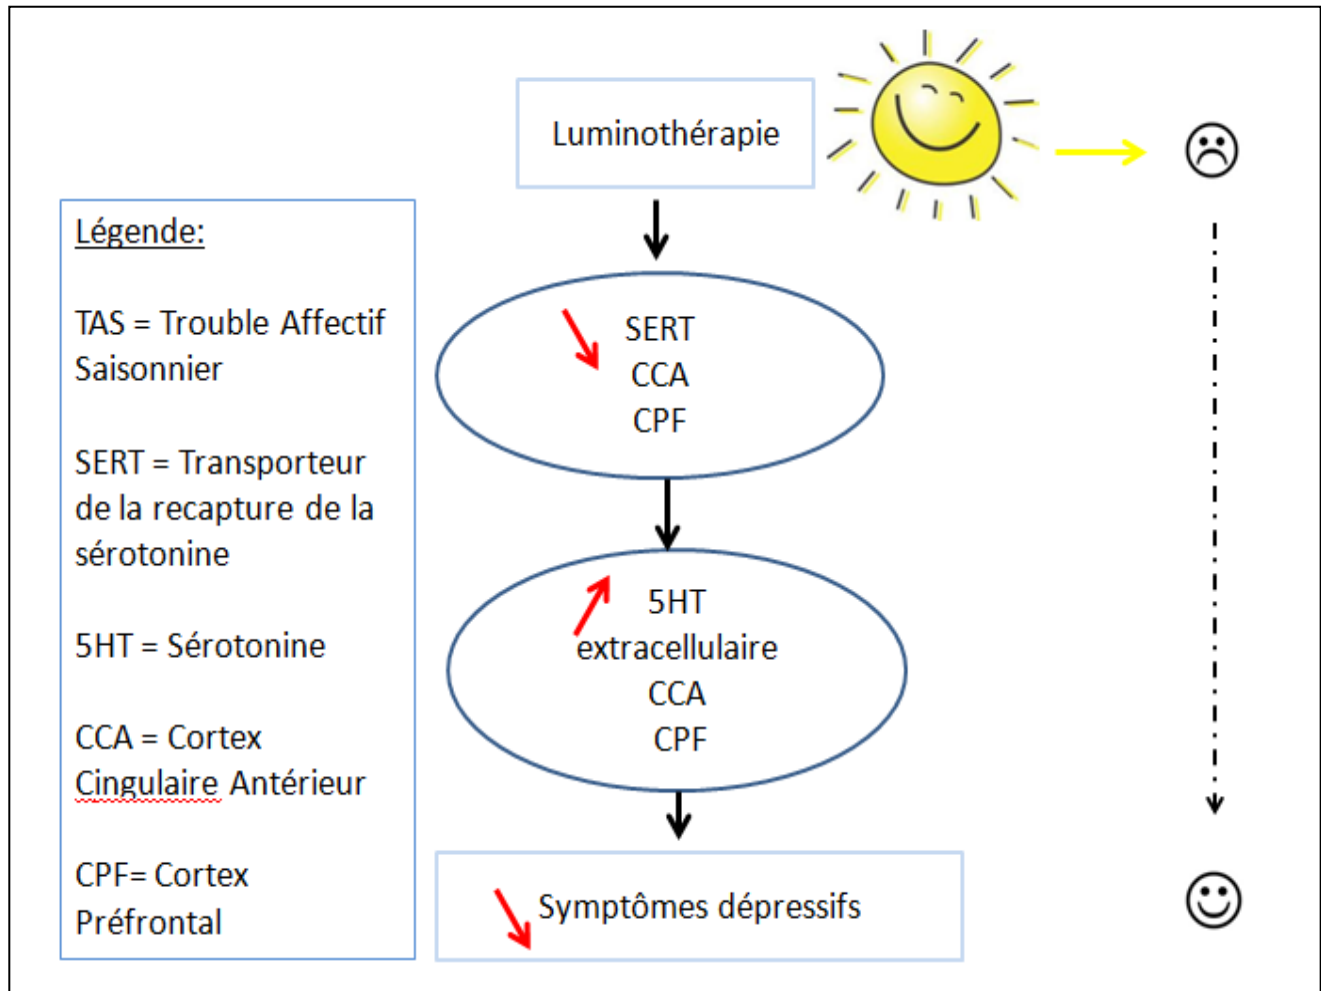 Luminothérapie
Légende:
TAS = Trouble Affectif
Saisonnier
SERT = Transporteur
de la recapture de la
sérotonine
5HT = Sérotonine
CCA = Cortex
Cingulaire Antérieur
CPF= Cortex
Préfrontal
SERT
CCA
CPF
5HT
extracellulaire
CCA
CPF
Symptômes dépressifs